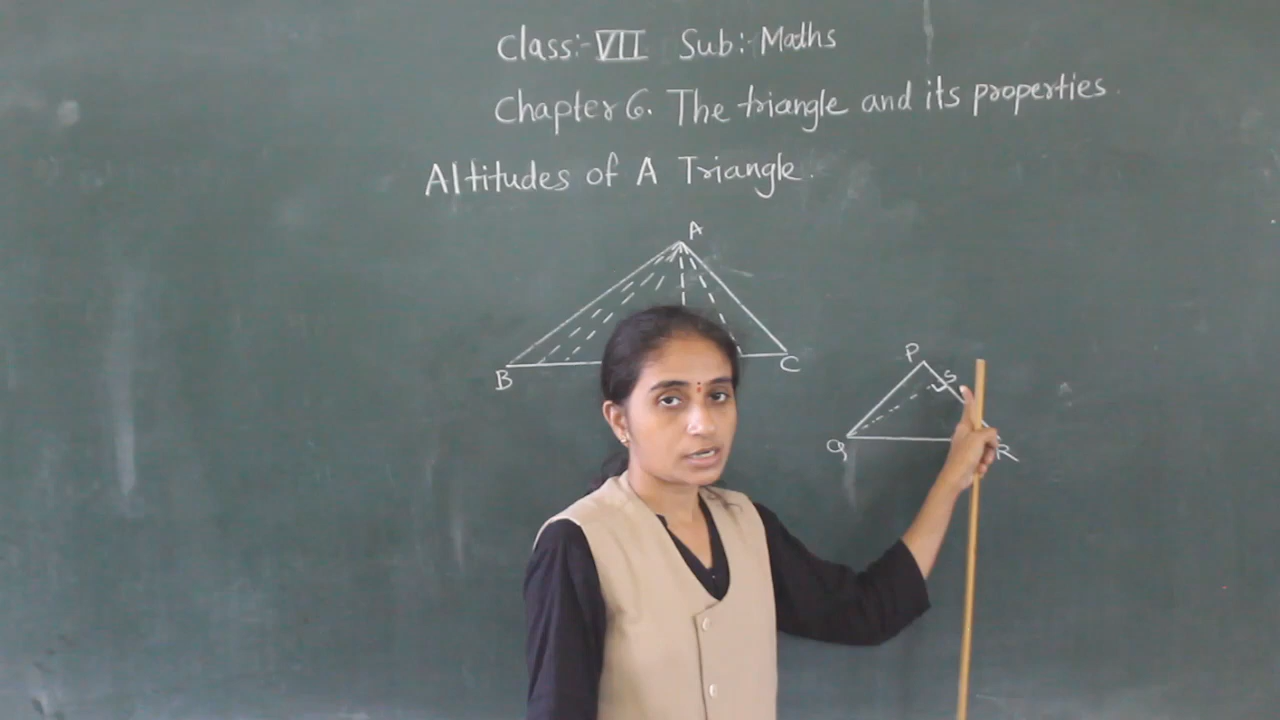 Class:- VII Sub:- Maths
Chapter 6. The triangle and its properties
Altitudes of A Triangle.
A
B
C
P
S
Q
R